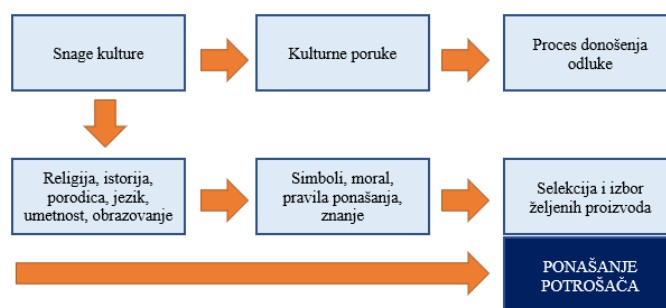 Snage kulture
Kulturne poruke
Proces donošenja
odluke
Religija, istorija,
porodica, jezik,
umetnost, obrazovanje
Simboli, moral,
pravila ponašanja,
znanje
Selekcija i izbor
željenih proizvoda
PONAŠANJE
POTROŠAČA